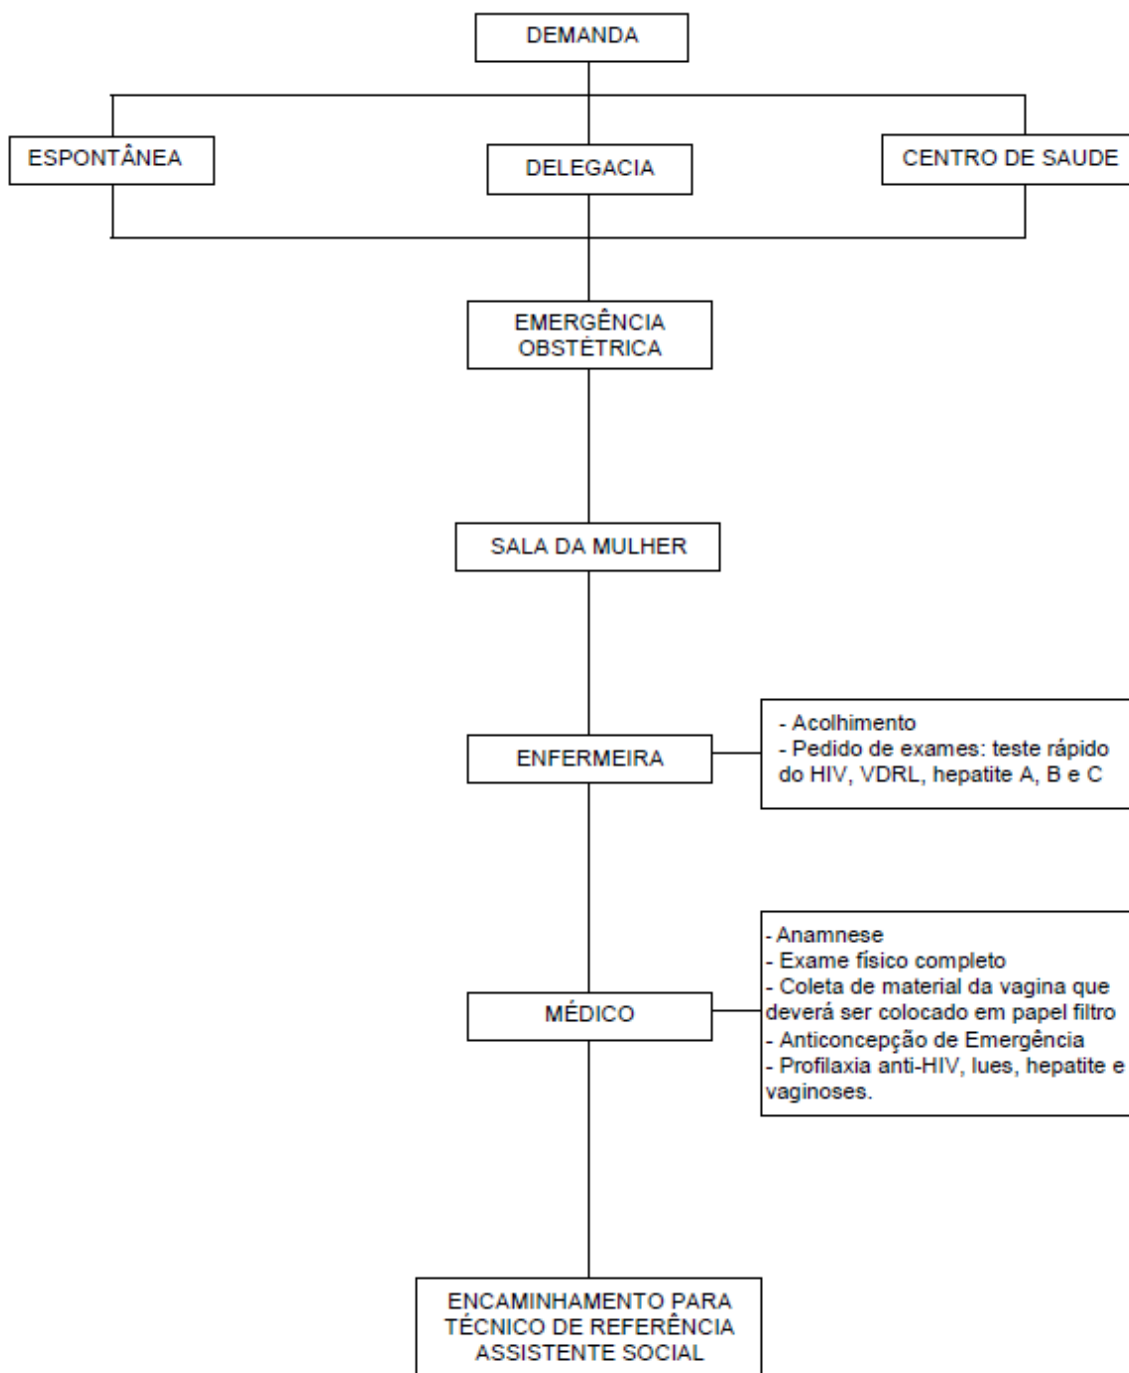 DEMANDA
ESPONTÂNEA
DELEGACIA
CENTRO DE SAUDE
EMERGÊNCIA
OBSTÉTRICA
SALA DA MULHER
ENFERMEIRA
- Acolhimento
- Pedido de exames: teste rápido
do HIV, VDRL, hepatite A, B e C
MÉDICO
- Anamnese
- Exame físico completo
- Coleta de material da vagina que
deverá ser colocado em papel filtro
- Anticoncepção de Emergência
- Profilaxia anti-HIV, lues, hepatite e
vaginoses.
ENCAMINHAMENTO PARA
TÉCNICO DE REFERÊNCIA
ASSISTENTE SOCIAL